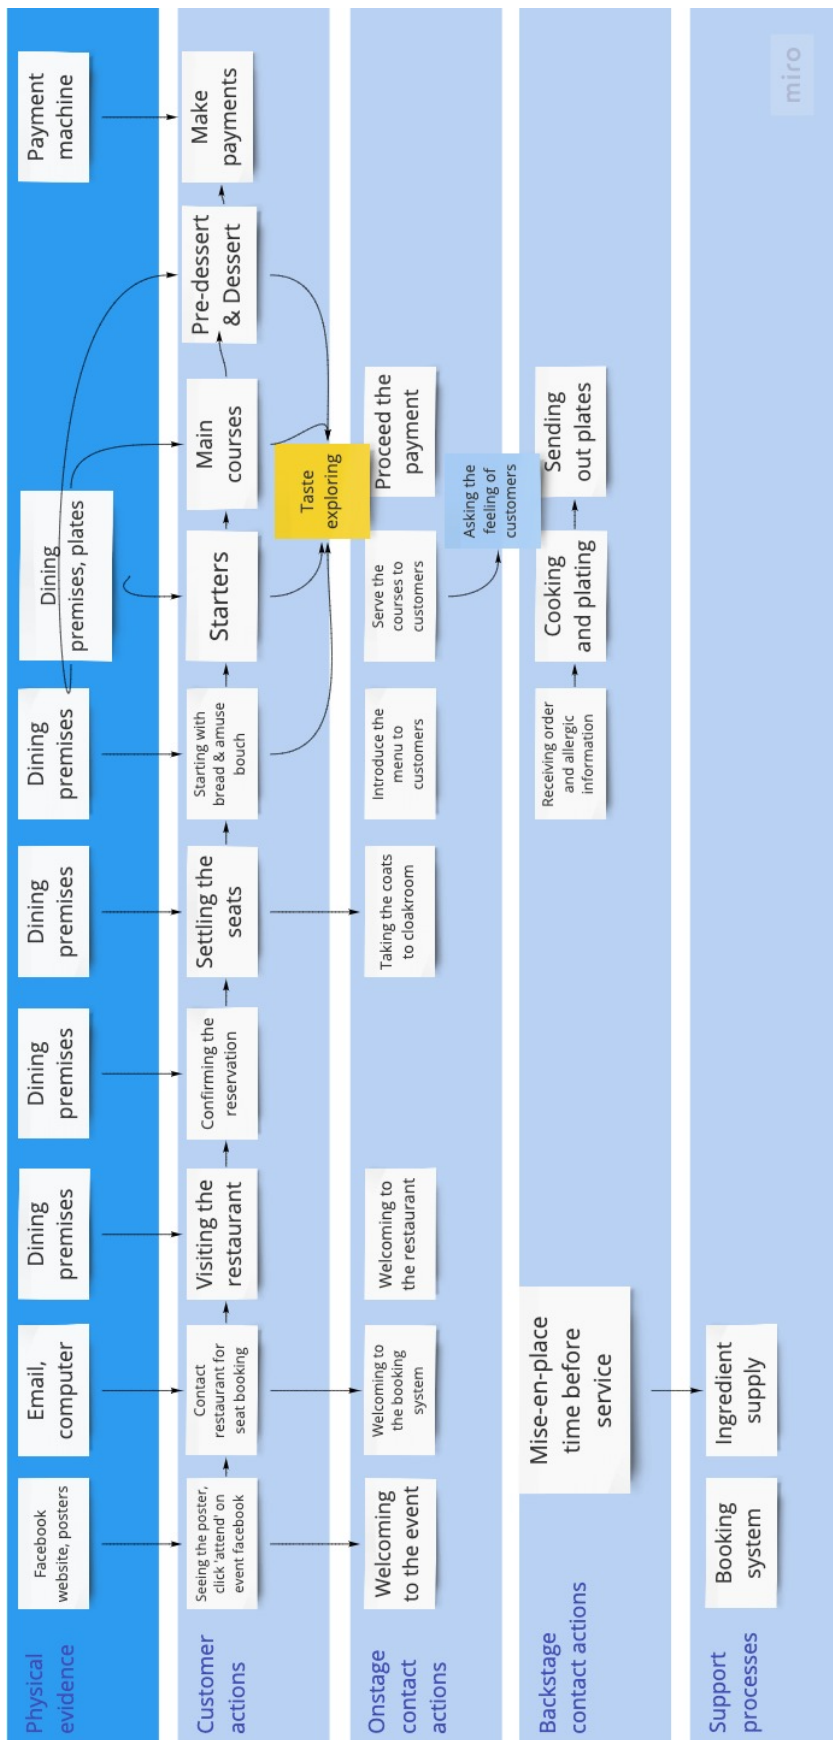 Physical
evidence
Facebook
website, posters
Email,
computer
Dining
premises
Dining
premises
Dining
premises
Dining
premises
Dining
premises, plates
Payment
machine
Customer
actions
Seeing the poster,
click 'attend' on
event facebook
Contact
restaurant for
seat booking
Visiting the
restaurant
Confirming the
reservation
Settling the
seats
Starting with
bread & amuse
bouch
Starters
Main
courses
Pre-dessert
& Dessert
Make
payments
Taste
exploring
Onstage
contact
actions
Welcoming
to the event
Welcoming to
the booking
system
Welcoming to
the restaurant
Taking the coats
to cloakroom
Introduce the
menu to
customers
Serve the
courses to
customers
Proceed the
payment
Asking the
feeling of
customers
Backstage
contact actions
Mise-en-place
time before
service
Receiving order
and allergic
information
Cooking
and plating
Sending
out plates
Support
processes
Booking
system
Ingredient
supply
miro